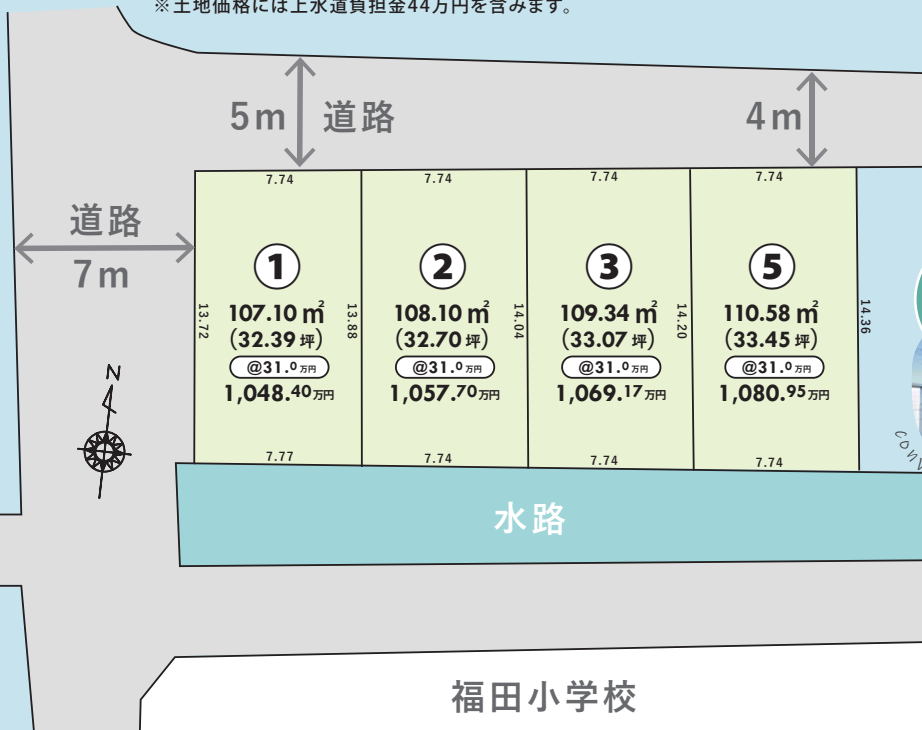 ※土地価格には上水道負担金44万円を含みます。
5m 道路
4m
道路
7m
7.74
7.74
7.74
7.74
1
107.10㎡
(32.39坪)
@31.0万円
1,048.40万円
2
108.10㎡
(32.70坪)
@31.0万円
1,057.70万円
3
109.34㎡
(33.07坪)
@31.0万円
1,069.17万円
5
110.58㎡
(33.45坪)
@31.0万円
1,080.95万円
13.72
13.88
14.04
14.20
14.36
7.77
7.74
7.74
7.74
N
水路
福田小学校